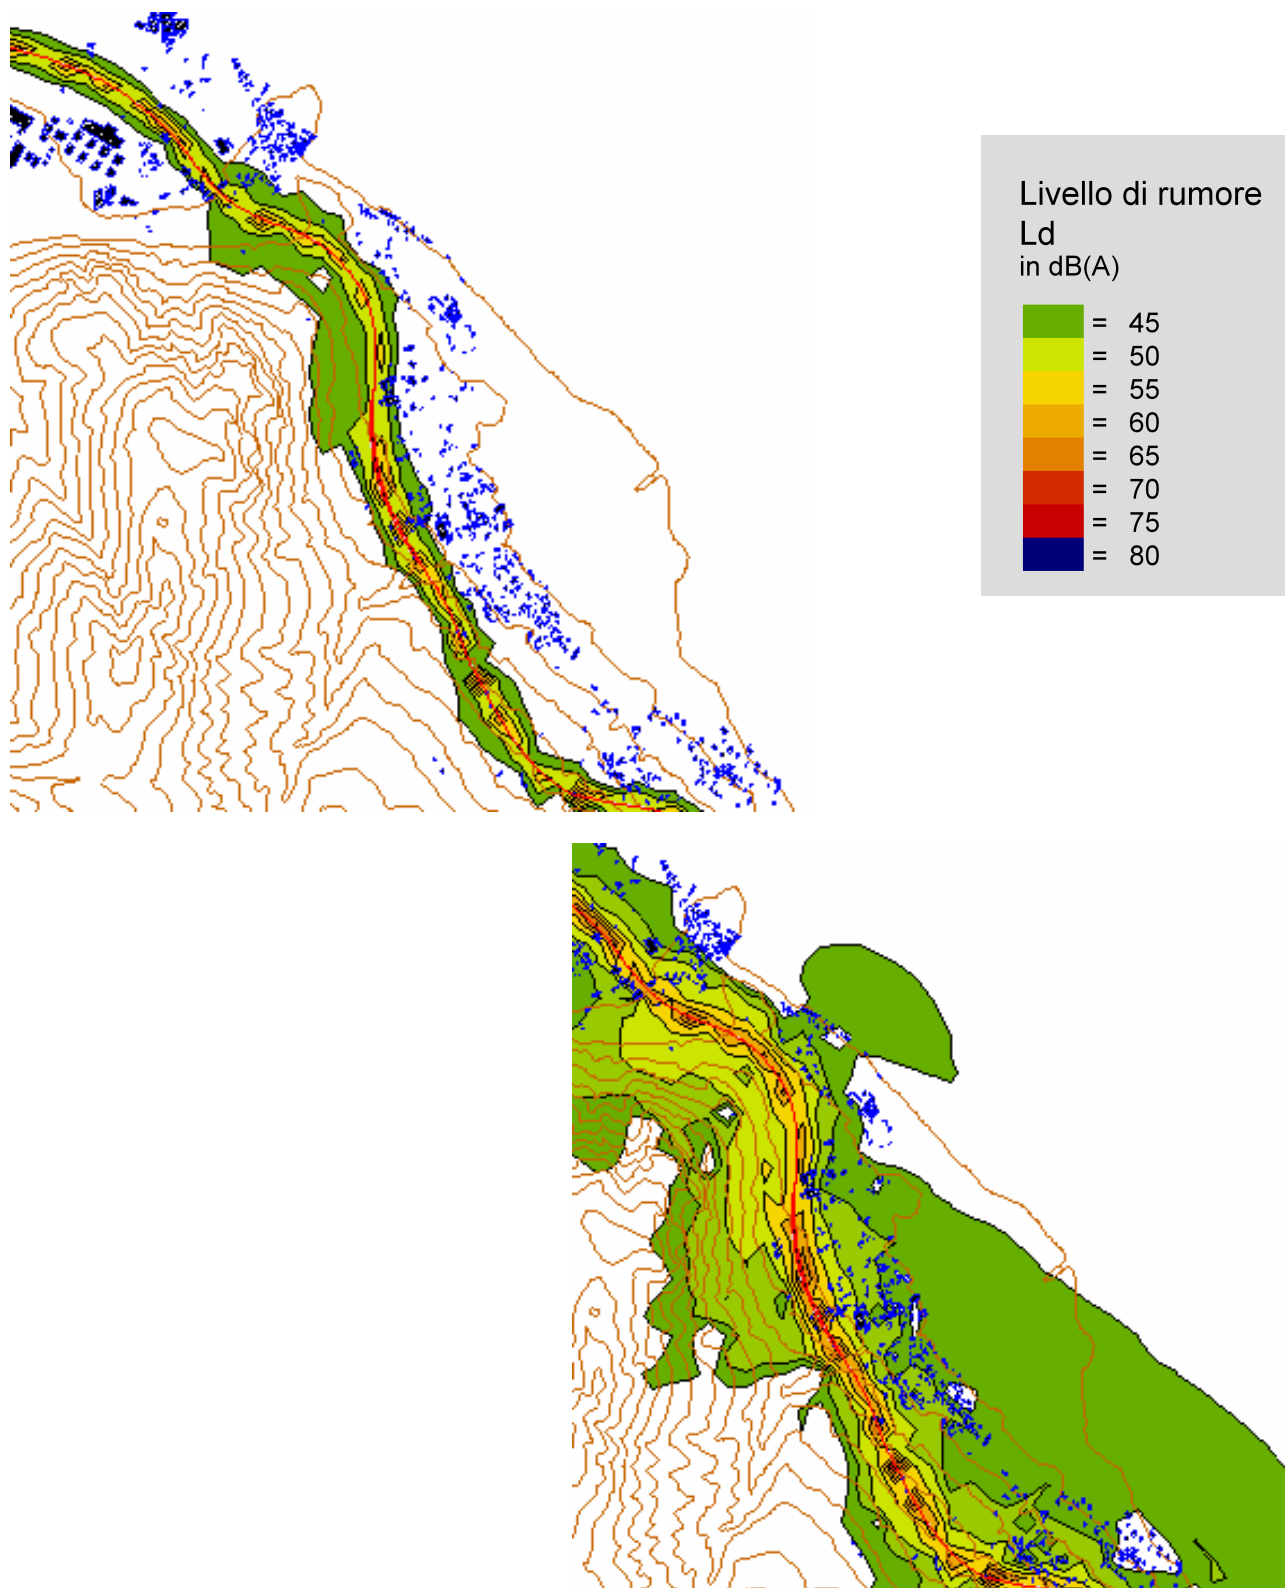 Livello di rumore
Ld
in dB(A)
= 45
= 50
= 55
= 60
= 65
= 70
= 75
= 80